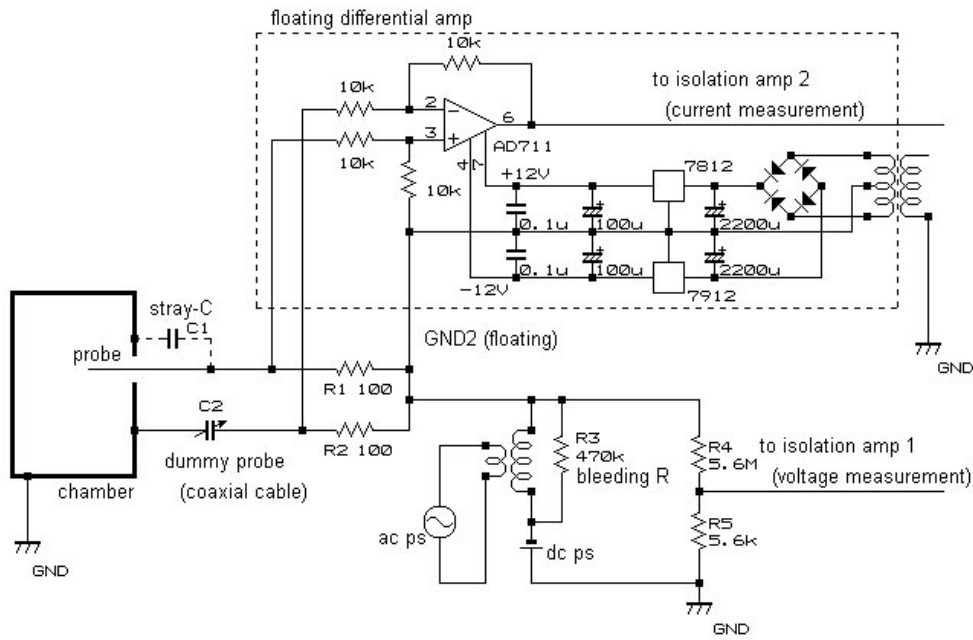 floating differential amp
10k
to isolation amp 2
(current measurement)
10k
2
6
3
AD711
10k
4
7
10k
+12V
7812
0.1u
100u
2200u
0.1u
100u
2200u
-12V
7912
stray-C
C1
GND2 (floating)
probe
GND
R1 100
C2
R2 100
dummy probe
(coaxial cable)
chamber
R3
470k
bleeding R
R4
5.6M
to isolation amp 1
(voltage measurement)
R5
5.6k
ac ps
dc ps
GND
GND